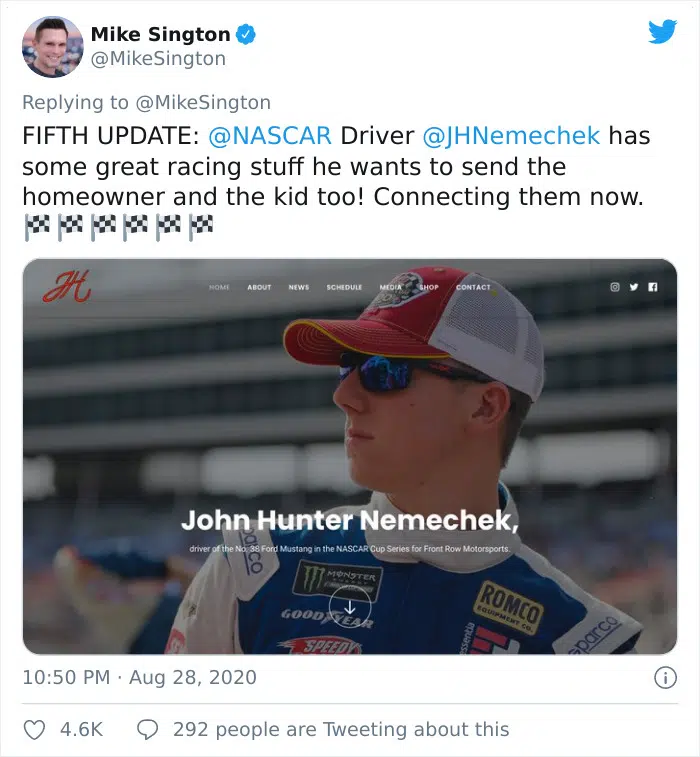 Mike Sington
@MikeSington
Replying to @MikeSington
FIFTH UPDATE: @NASCAR Driver @JHNemechek has
some great racing stuff he wants to send the
homeowner and the kid too! Connecting them now.
JH
HOME ABOUT NEWS SCHEDULE MEDIA SHOP CONTACT
John Hunter Nemechek,
driver of the No. 38 Ford Mustang in the NASCAR Cup Series for Front Row Motorsports.
sparco
MONSTER
GOODYEAR
ROMCO
EQUIPMENT CO.
SPEEDY
sparco
10:50 PM · Aug 28, 2020
4.6K 292 people are Tweeting about this